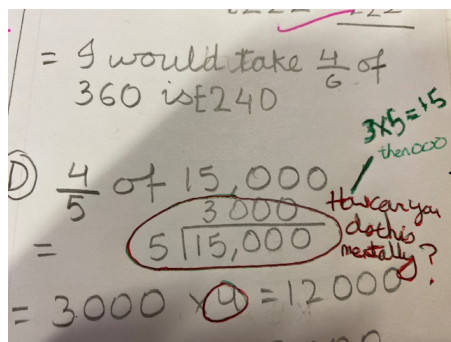 = I would take 4/6 of
360 is £240
3x5=15
then 000
D) 4/5 of 15,000
3000
= 5 15,000
How can you
do this
mentally?
= 3000 x 4 = 12000